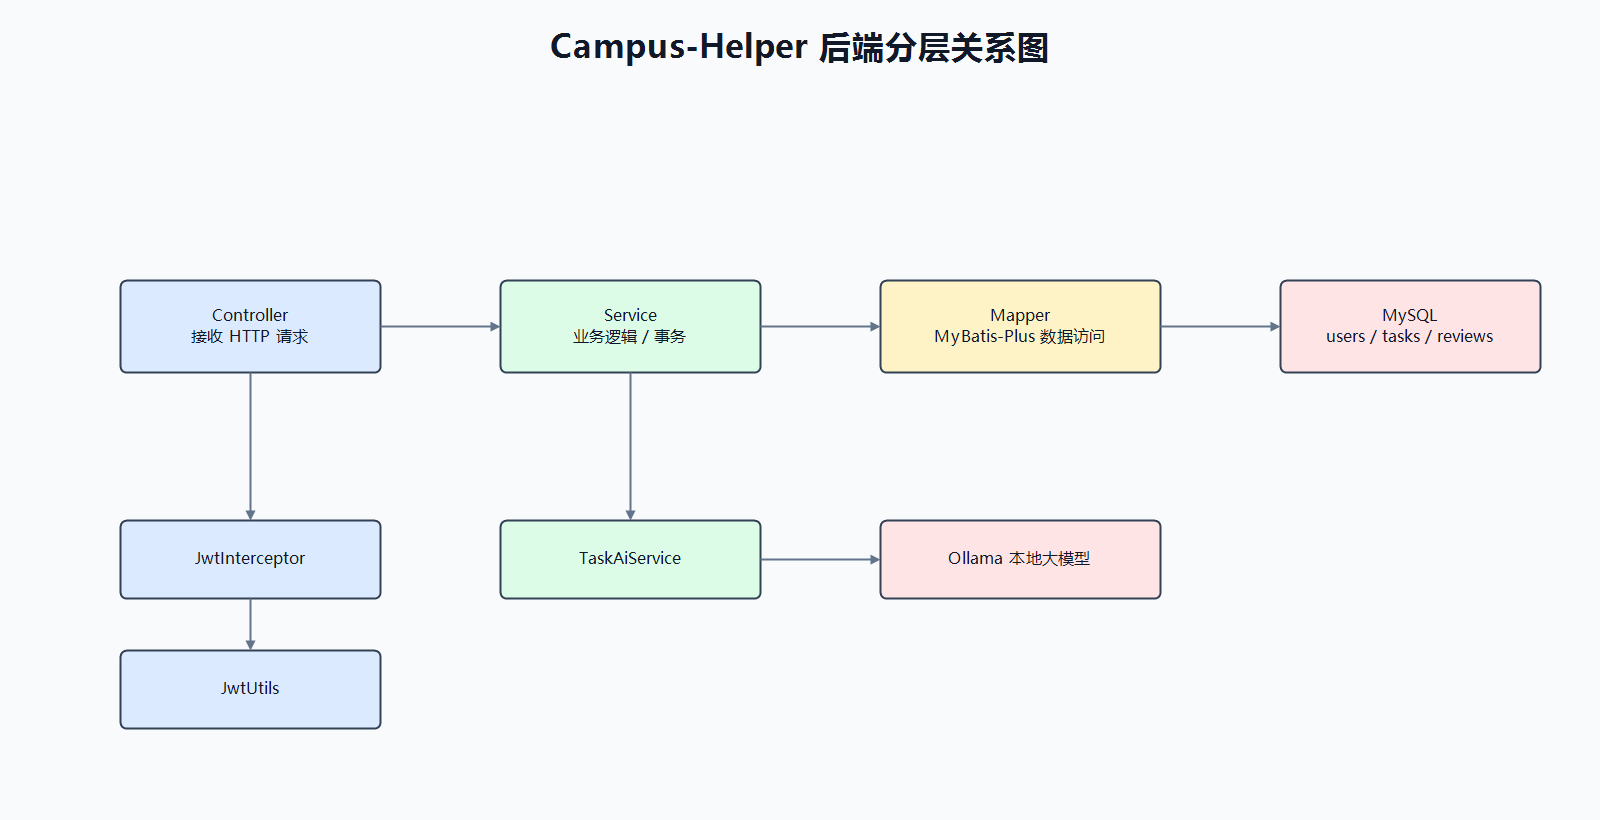 Campus-Helper 后端分层关系图
Controller
接收 HTTP 请求
Service
业务逻辑 / 事务
Mapper
MyBatis-Plus 数据访问
MySQL
users / tasks / reviews
JwtInterceptor
TaskAiService
Ollama 本地大模型
JwtUtils